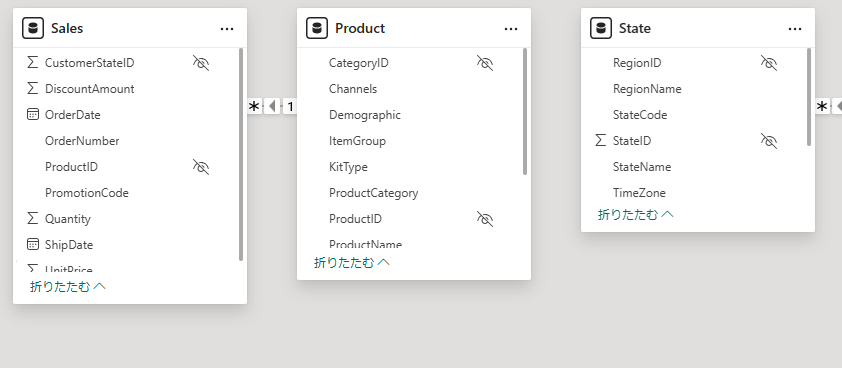 Sales
CustomerStateID
DiscountAmount
OrderDate
OrderNumber
ProductID
PromotionCode
Quantity
ShipDate
UnitPrice
折りたたむ
* 1
Product
CategoryID
Channels
Demographic
ItemGroup
KitType
ProductCategory
ProductID
ProductName
折りたたむ
State
RegionID
RegionName
StateCode
StateID
StateName
TimeZone
折りたたむ
*